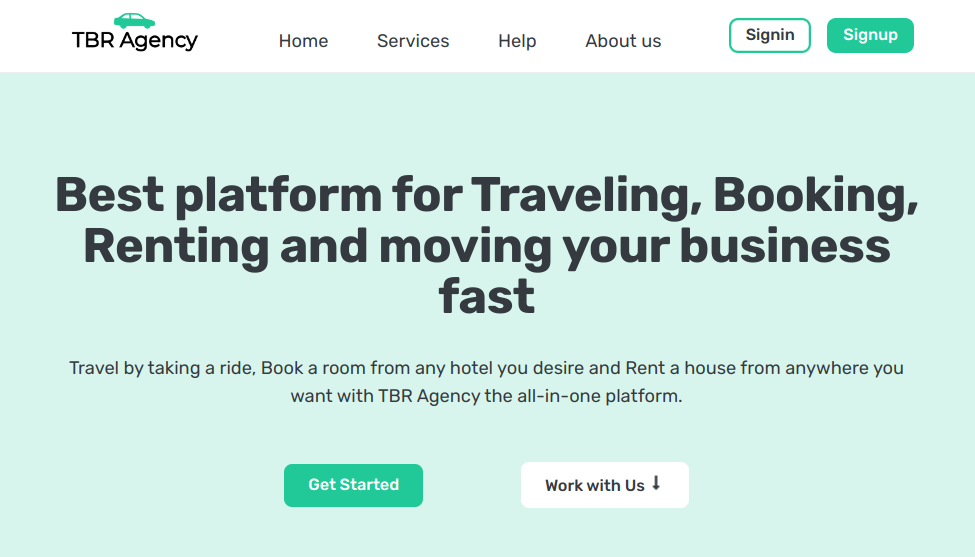 TBR Agency
Home Services Help About us Signin Signup
Best platform for Traveling, Booking,
Renting and moving your business
fast
Travel by taking a ride, Book a room from any hotel you desire and Rent a house from anywhere you
want with TBR Agency the all-in-one platform.
Get Started Work with Us